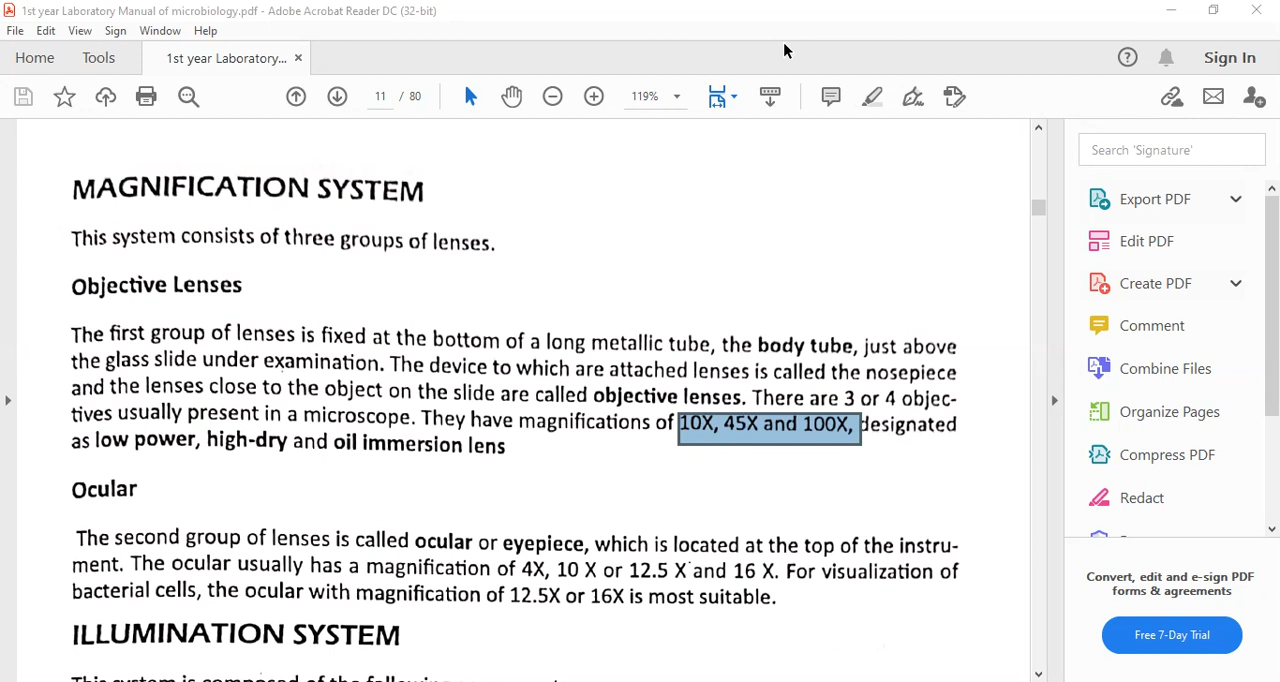 1st year Laboratory Manual of microbiology.pdf - Adobe Acrobat Reader DC (32-bit)
File Edit View Sign Window Help
Home Tools 1st year Laboratory... × Sign In
11 / 80 119%
MAGNIFICATION SYSTEM
This system consists of three groups of lenses.
Objective Lenses
The first group of lenses is fixed at the bottom of a long metallic tube, the body tube, just above
the glass slide under examination. The device to which are attached lenses is called the nosepiece
and the lenses close to the object on the slide are called objective lenses. There are 3 or 4 objec-
tives usually present in a microscope. They have magnifications of 10X, 45X and 100X, designated
as low power, high-dry and oil immersion lens
Ocular
The second group of lenses is called ocular or eyepiece, which is located at the top of the instru-
ment. The ocular usually has a magnification of 4X, 10 X or 12.5 X and 16 X. For visualization of
bacterial cells, the ocular with magnification of 12.5X or 16X is most suitable.
ILLUMINATION SYSTEM
This system is composed of the following
Search 'Signature'
Export PDF
Edit PDF
Create PDF
Comment
Combine Files
Organize Pages
Compress PDF
Redact
Convert, edit and e-sign PDF
forms & agreements
Free 7-Day Trial